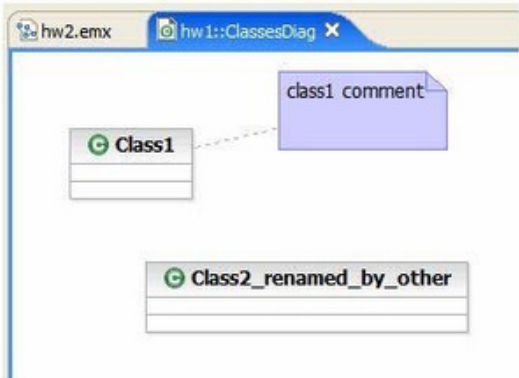 hw2.emx
hw1::ClassesDiag
class1 comment
Class1
Class2_renamed_by_other